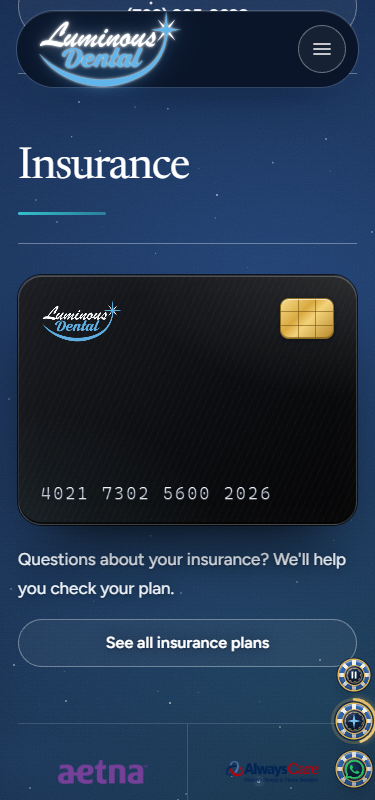 Luminous
Dental
Insurance
Luminous
Dental
4021 7302 5600 2026
Questions about your insurance? We'll help
you check your plan.
See all insurance plans
aetna
AlwaysCare